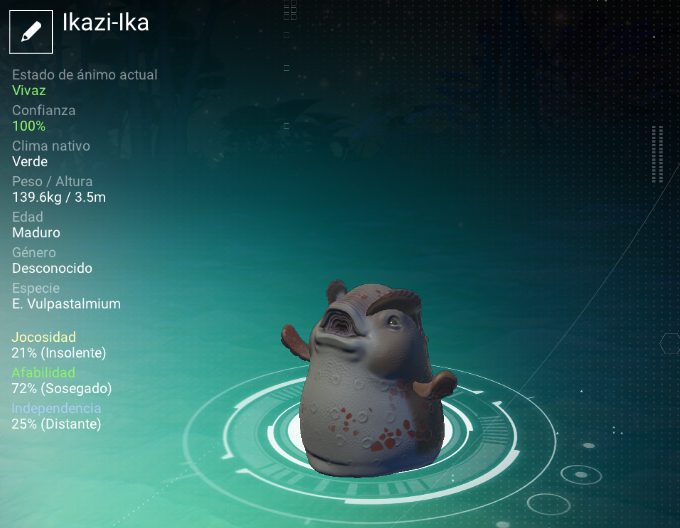 Ikazi-Ika
Estado de ánimo actual
Vivaz
Confianza
100%
Clima nativo
Verde
Peso / Altura
139.6kg / 3.5m
Edad
Maduro
Género
Desconocido
Especie
E. Vulpastalmium
Jocosidad
21% (Insolente)
Afabilidad
72% (Sosegado)
Independencia
25% (Distante)